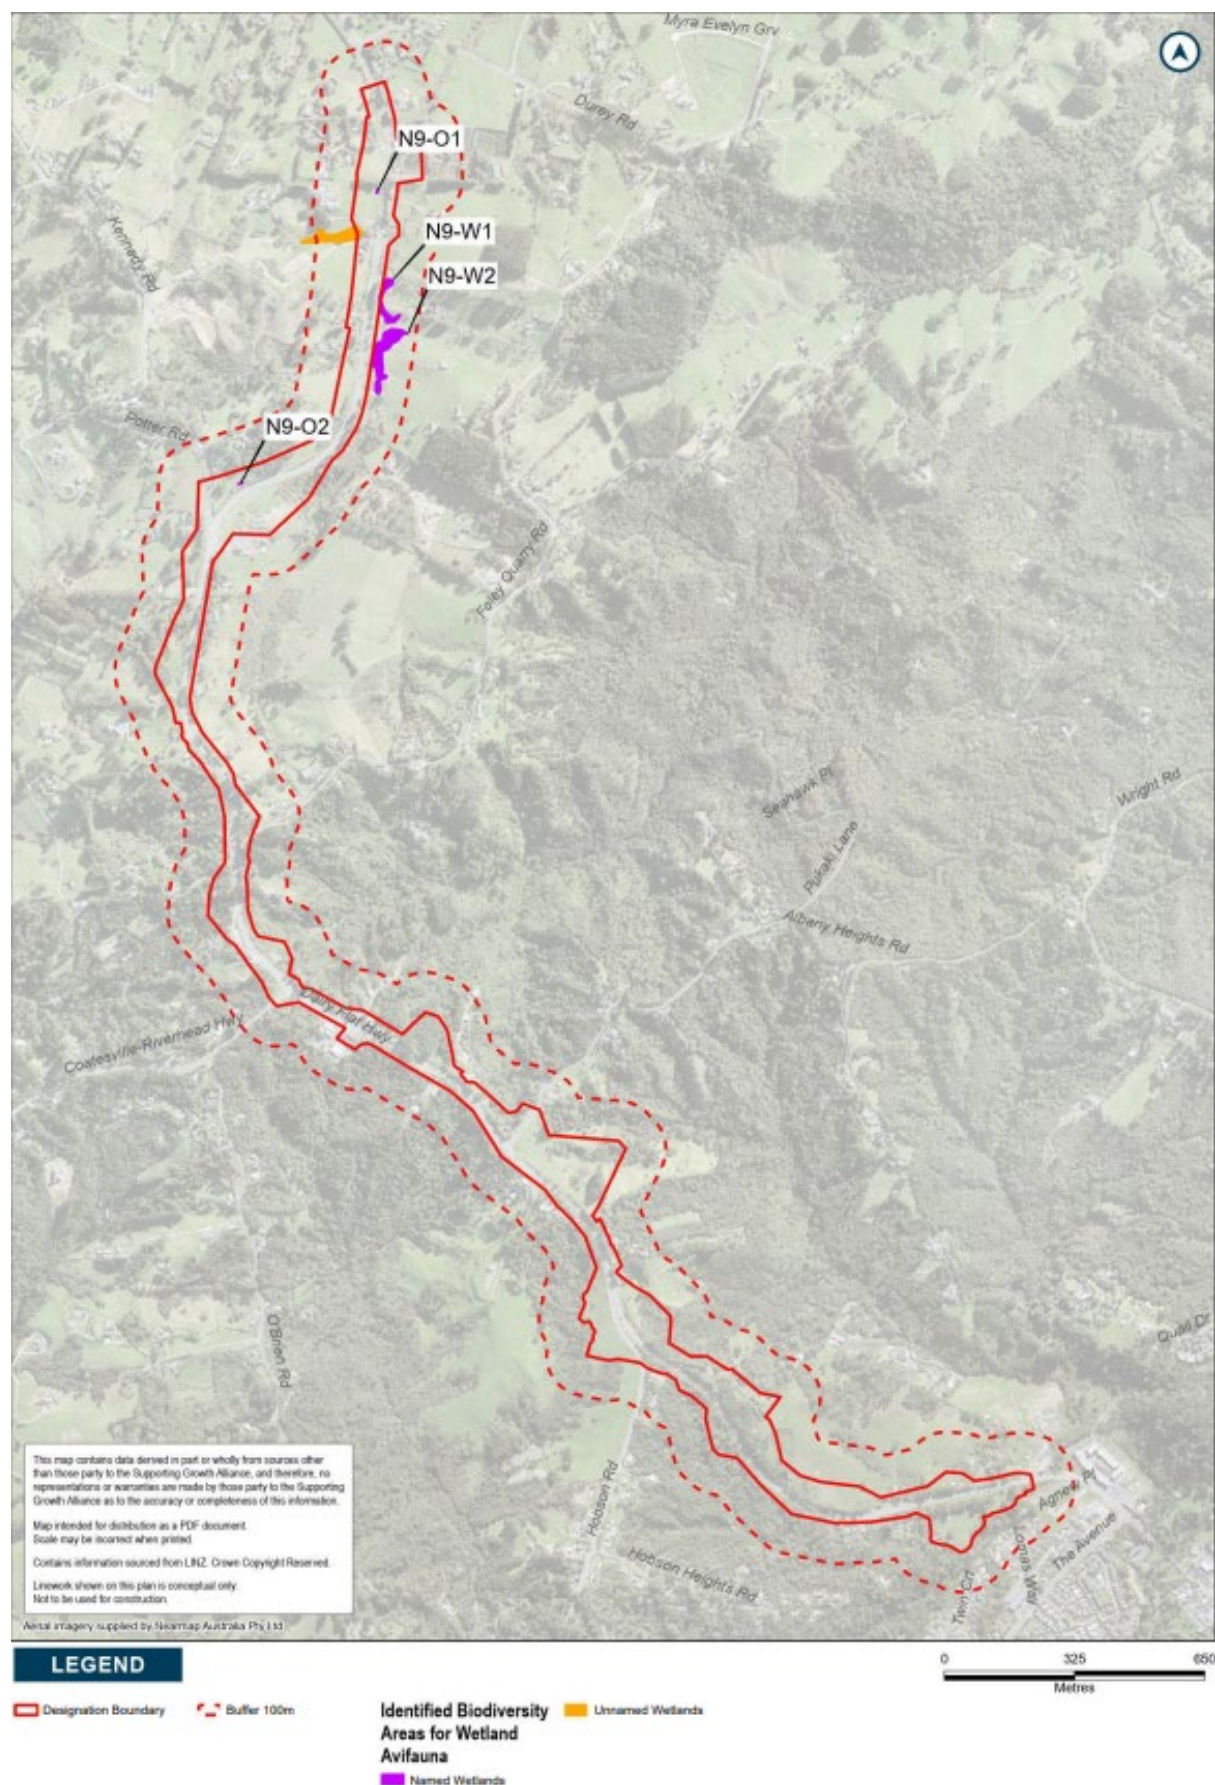 Myra Evelyn Grv
Durey Rd
N9-O1
Kennedy Rd
N9-W1
N9-W2
N9-O2
Potter Rd
Foley Quarry Rd
Seahawk Pl
Wright Rd
Pukaki Lane
Albany Heights Rd
Dairy Flat Hwy
Coatesville-Riverhead Hwy
O'Brien Rd
Quail Dr
Hobson Rd
Agnew Pl
The Avenue
Lomas Way
Twin Crt
Hobson Heights Rd
This map contains data derived in part or wholly from sources other
than those party to the Supporting Growth Alliance, and therefore, no
representations or warranties are made by those party to the Supporting
Growth Alliance as to the accuracy or completeness of this information.
Map intended for distribution as a PDF document.
Scale may be incorrect when printed.
Contains information sourced from LINZ. Crown Copyright Reserved.
Linework shown on this plan is conceptual only.
Not to be used for construction.
Aerial imagery supplied by Nearmap Australia Pty Ltd
LEGEND
0 325 650
Metres
Designation Boundary
Buffer 100m
Identified Biodiversity
Areas for Wetland
Avifauna
Named Wetlands
Unnamed Wetlands